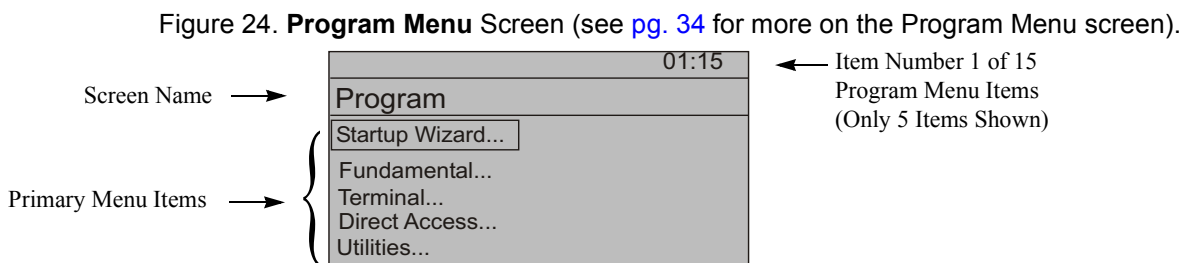 Figure 24. Program Menu Screen (see pg. 34 for more on the Program Menu screen).
01:15
Item Number 1 of 15
Program Menu Items
(Only 5 Items Shown)
Screen Name
Program
Startup Wizard...
Fundamental...
Terminal...
Direct Access...
Utilities...
Primary Menu Items